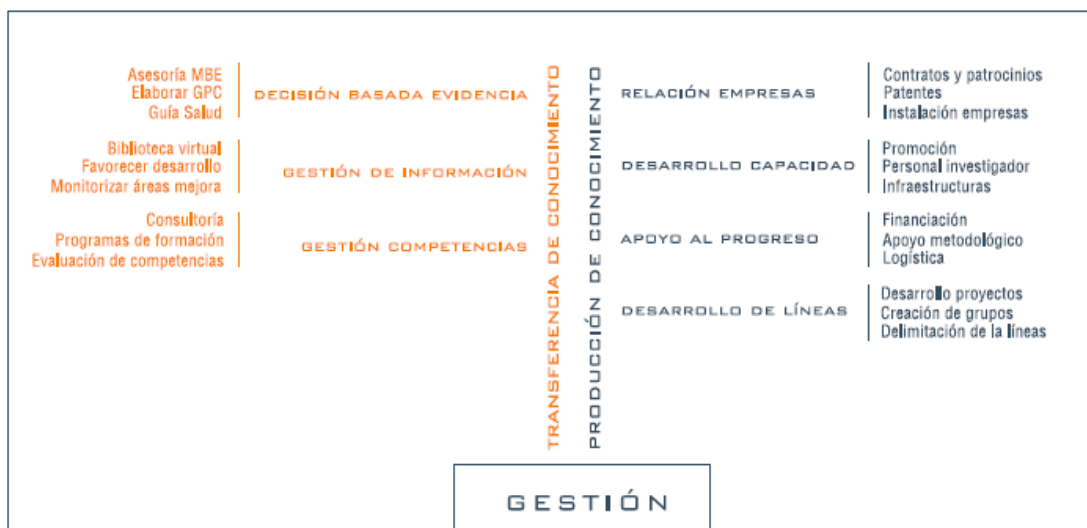 Asesoría MBE
Elaborar GPC
Guía Salud
DECISIÓN BASADA EVIDENCIA
Biblioteca virtual
Favorecer desarrollo
Monitorizar áreas mejora
GESTIÓN DE INFORMACIÓN
Consultoría
Programas de formación
Evaluación de competencias
GESTIÓN COMPETENCIAS
TRANSFERENCIA DE CONOCIMIENTO
PRODUCCIÓN DE CONOCIMIENTO
RELACIÓN EMPRESAS
Contratos y patrocinios
Patentes
Instalación empresas
DESARROLLO CAPACIDAD
Promoción
Personal investigador
Infraestructuras
APOYO AL PROGRESO
Financiación
Apoyo metodológico
Logística
DESARROLLO DE LÍNEAS
Desarrollo proyectos
Creación de grupos
Delimitación de la líneas
GESTIÓN